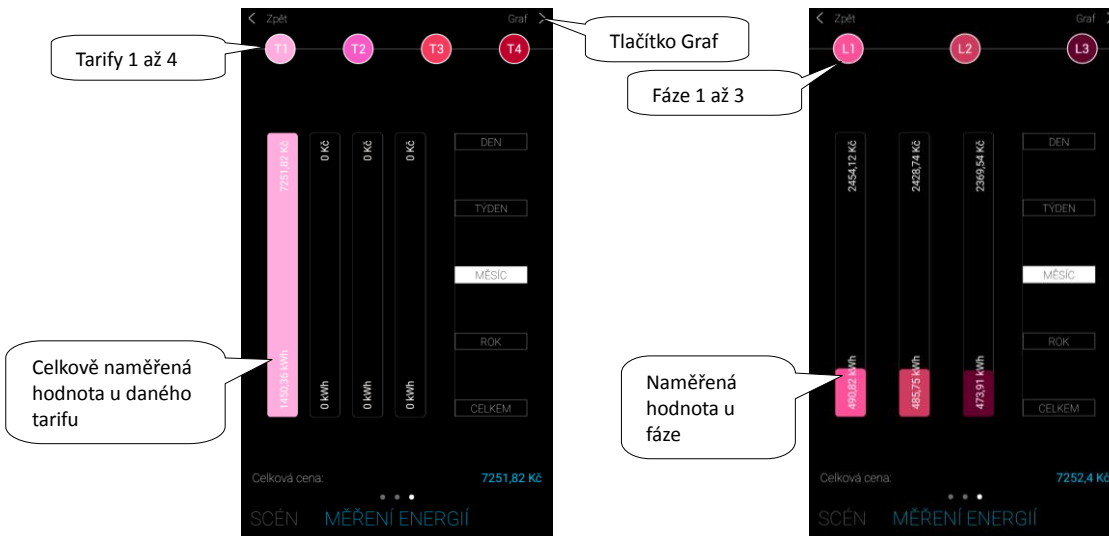 Zpět
Graf
T1
T2
T3
T4
Tarify 1 až 4
Tlačítko Graf
7251,82 Kč
0 Kč
0 Kč
0 Kč
1450,36 kWh
0 kWh
0 kWh
0 kWh
DEN
TÝDEN
MĚSÍC
ROK
CELKEM
Celkově naměřená
hodnota u daného
tarifu
Celková cena:
7251,82 Kč
SCÉN
MĚŘENÍ ENERGIÍ
Zpět
Graf
L1
L2
L3
Fáze 1 až 3
2454,12 Kč
2428,74 Kč
2369,54 Kč
490,82 kWh
485,75 kWh
473,91 kWh
DEN
TÝDEN
MĚSÍC
ROK
CELKEM
Naměřená
hodnota u
fáze
Celková cena:
7252,4 Kč
SCÉN
MĚŘENÍ ENERGIÍ